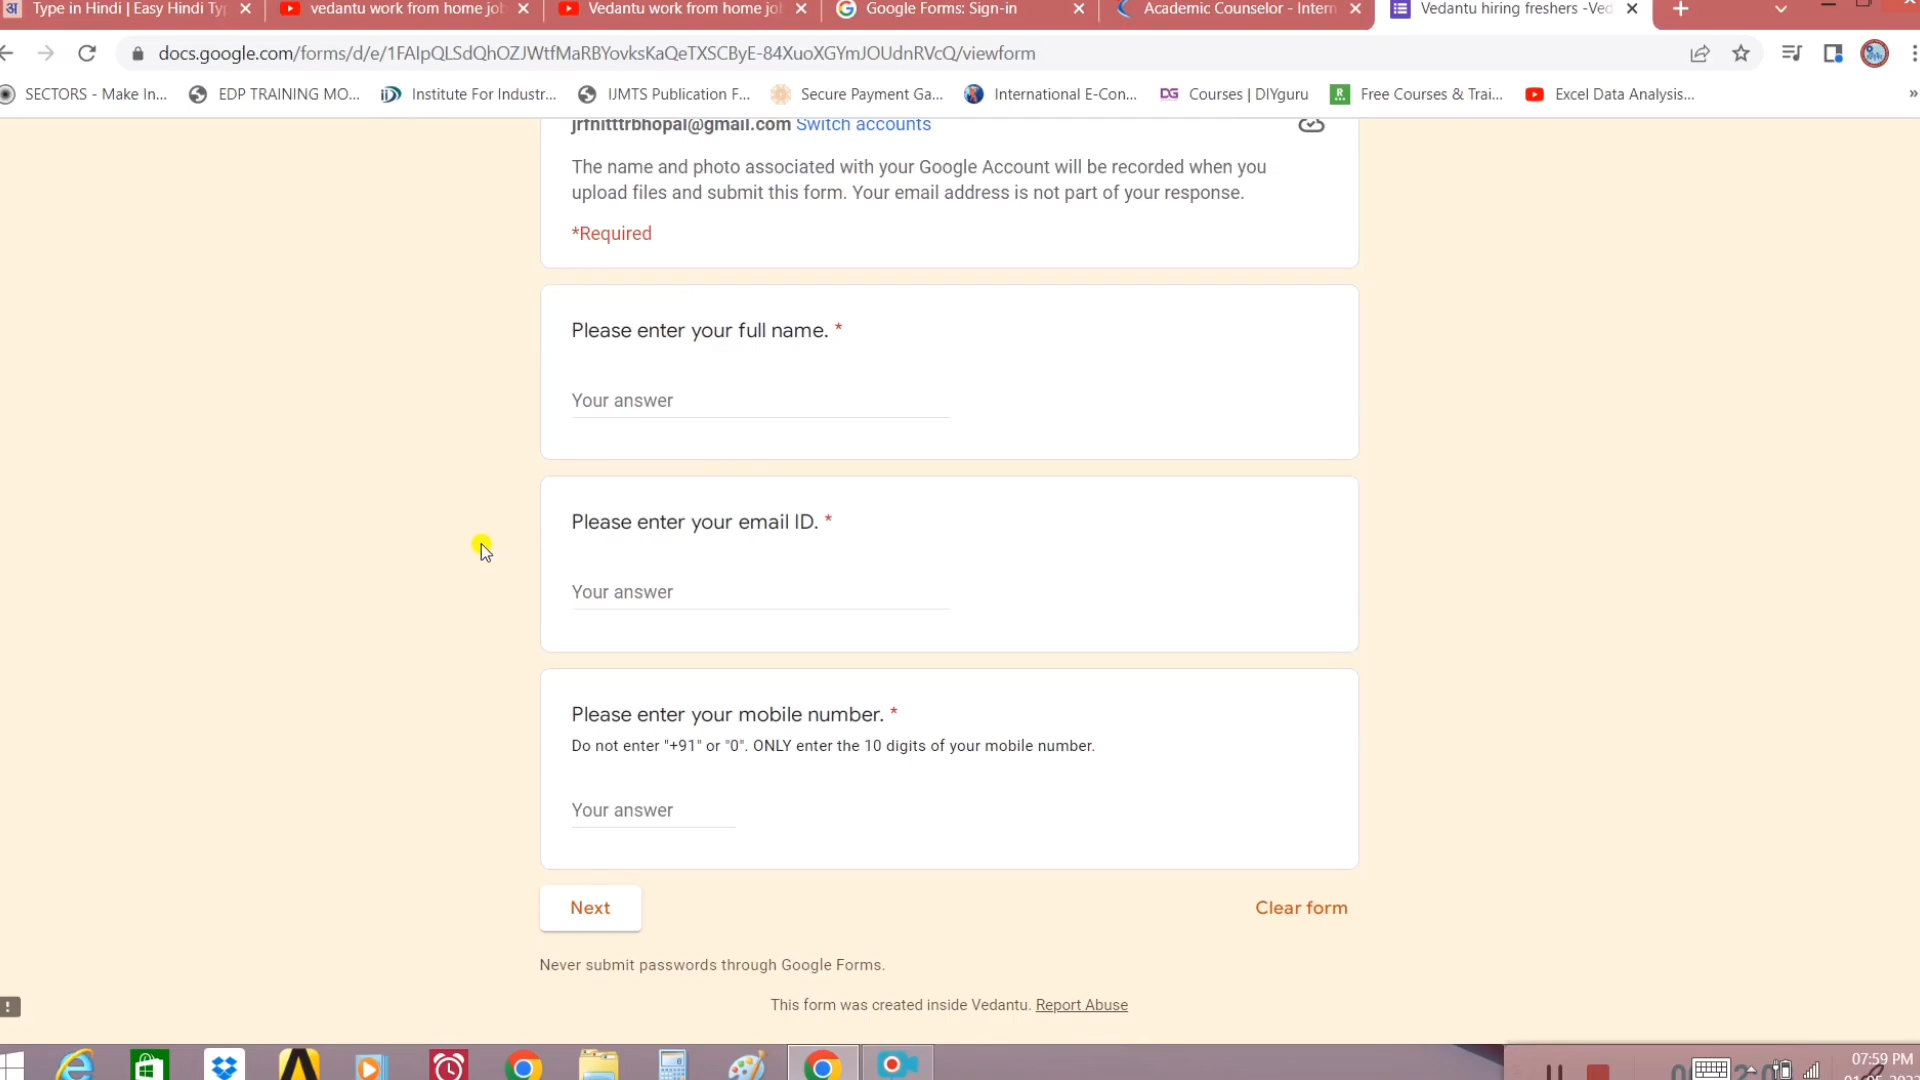 अ Type in Hindi | Easy Hindi Ty
vedantu work from home jo
Vedantu work from home jo
Google Forms: Sign-in
Academic Counselor - Intern
Vedantu hiring freshers -Ved
docs.google.com/forms/d/e/1FAIpQLSdQhOZJWtfMaRBYovksKaQeTXSCByE-84XuoXGYmJOUdnRVcQ/viewform
SECTORS - Make In...
EDP TRAINING MO...
Institute For Industr...
IJMTS Publication F...
Secure Payment Ga...
International E-Con...
DG Courses | DIYguru
Free Courses & Trai...
Excel Data Analysis...
jrfnitttrbhopal@gmail.com Switch accounts
The name and photo associated with your Google Account will be recorded when you
upload files and submit this form. Your email address is not part of your response.
*Required
Please enter your full name. *
Your answer
Please enter your email ID. *
Your answer
Please enter your mobile number. *
Do not enter "+91" or "0". ONLY enter the 10 digits of your mobile number.
Your answer
Next
Clear form
Never submit passwords through Google Forms.
This form was created inside Vedantu. Report Abuse
07:59 PM